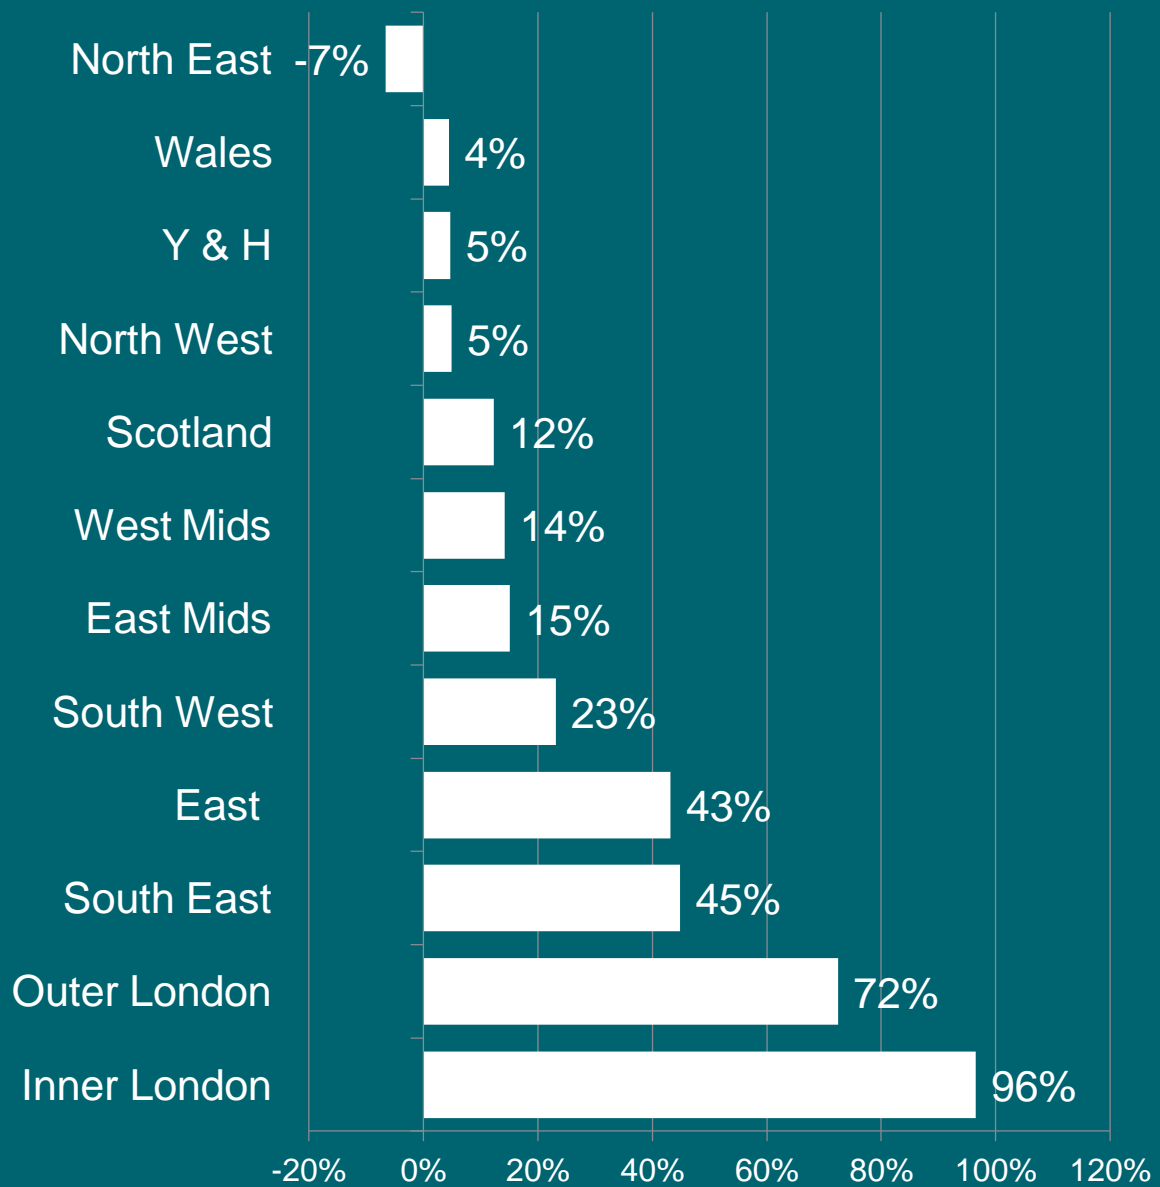 North East -7%
Wales 4%
Y & H 5%
North West 5%
Scotland 12%
West Mids 14%
East Mids 15%
South West 23%
East 43%
South East 45%
Outer London 72%
Inner London 96%
-20% 0% 20% 40% 60% 80% 100% 120%